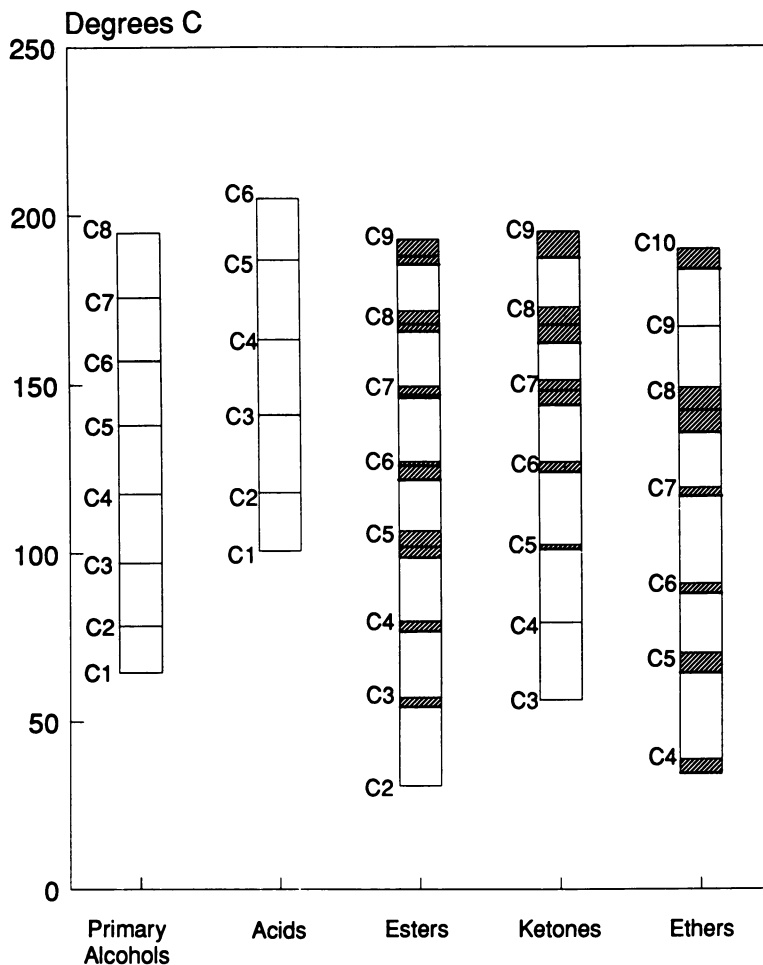 Degrees C
250
200
150
100
50
0
C8
C7
C6
C5
C4
C3
C2
C1
C6
C5
C4
C3
C2
C1
C9
C8
C7
C6
C5
C4
C3
C2
C9
C8
C7
C6
C5
C4
C3
C10
C9
C8
C7
C6
C5
C4
Primary
Alcohols
Acids
Esters
Ketones
Ethers